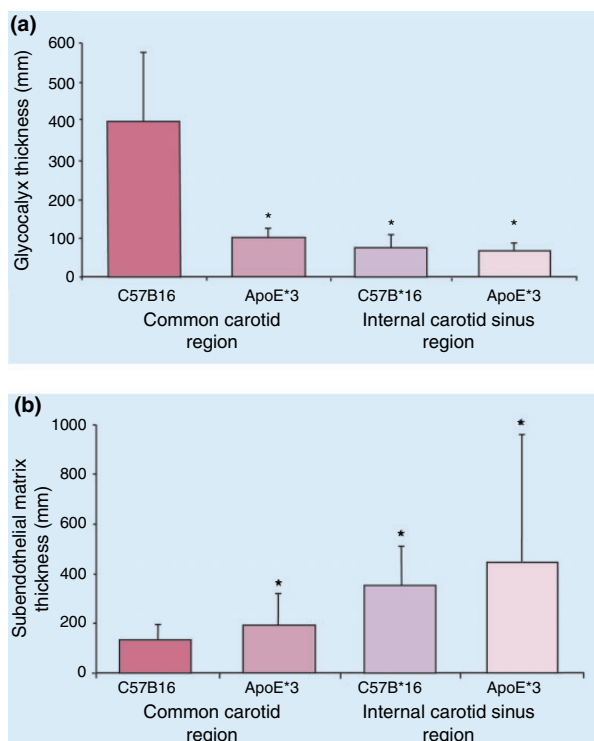 (a)
Glycocalyx thickness (mm)
600
500
400
300
200
100
0
*
*
*
C57B16
ApoE*3
C57B*16
ApoE*3
Common carotid
region
Internal carotid sinus
region
(b)
Subendothelial matrix
thickness (mm)
1000
800
600
400
200
0
*
*
*
C57B16
ApoE*3
C57B*16
ApoE*3
Common carotid
region
Internal carotid sinus
region